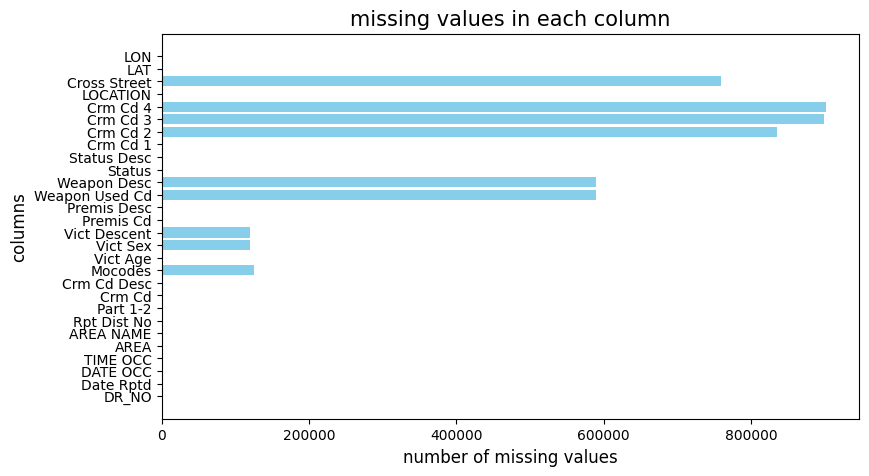 missing values in each column
LON
LAT
Cross Street
LOCATION
Crm Cd 4
Crm Cd 3
Crm Cd 2
Crm Cd 1
Status Desc
Status
Weapon Desc
Weapon Used Cd
Premis Desc
Premis Cd
Vict Descent
Vict Sex
Vict Age
Mocodes
Crm Cd Desc
Crm Cd
Part 1-2
Rpt Dist No
AREA NAME
AREA
TIME OCC
DATE OCC
Date Rptd
DR_NO
columns
0 200000 400000 600000 800000
number of missing values